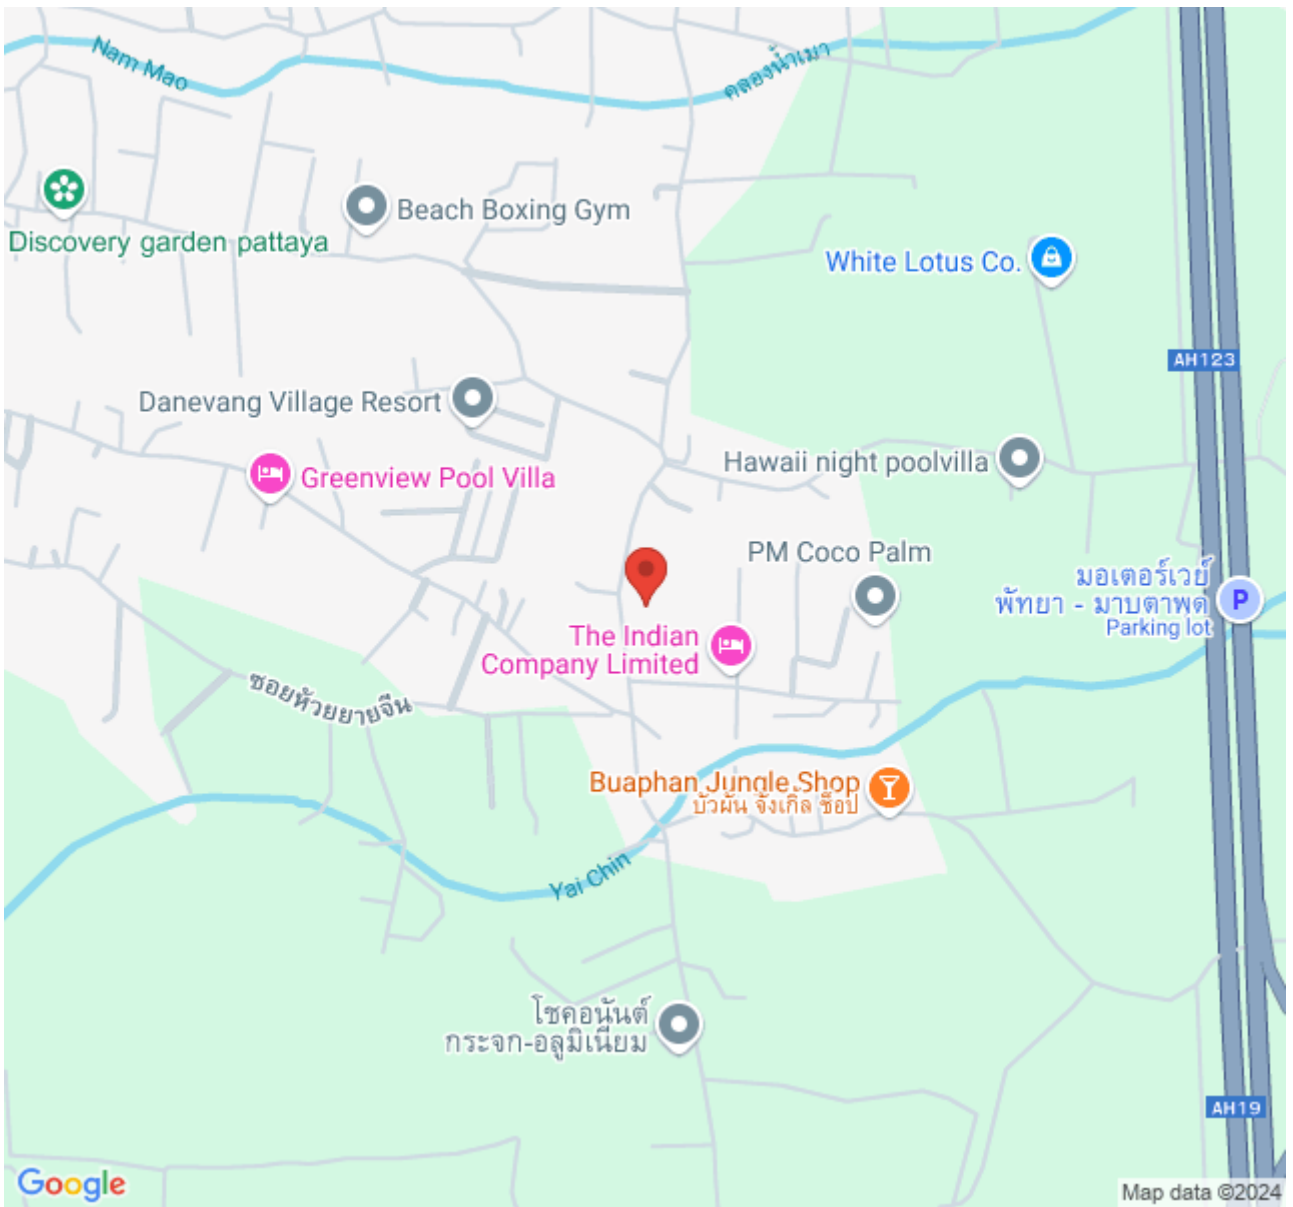 Nam Mao
คลองน้ำเมา
Beach Boxing Gym
Discovery garden pattaya
White Lotus Co.
AH123
Danevang Village Resort
Hawaii night poolvilla
Greenview Pool Villa
PM Coco Palm
มอเตอร์เวย์
พัทยา - มาบตาพุด
Parking lot
P
The Indian
Company Limited
ซอยห้วยยายจีน
Buaphan Jungle Shop
บัวผัน จังเกิล ช็อป
Yai Chin
โชคอนันต์
กระจก-อลูมิเนียม
AH19
Google
Map data ©2024